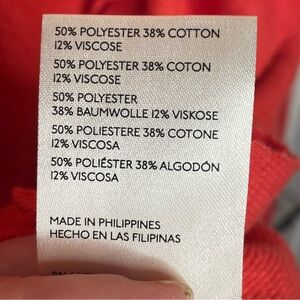 50% POLYESTER 38% COTTON
12% VISCOSE
50% POLYESTER 38% COTON
12% VISCOSE
50% POLYESTER
38% BAUMWOLLE 12% VISKOSE
50% POLIESTERE 38% COTONE
12% VISCOSA
50% POLIÉSTER 38% ALGODÓN
12% VISCOSA
MADE IN PHILIPPINES
HECHO EN LAS FILIPINAS